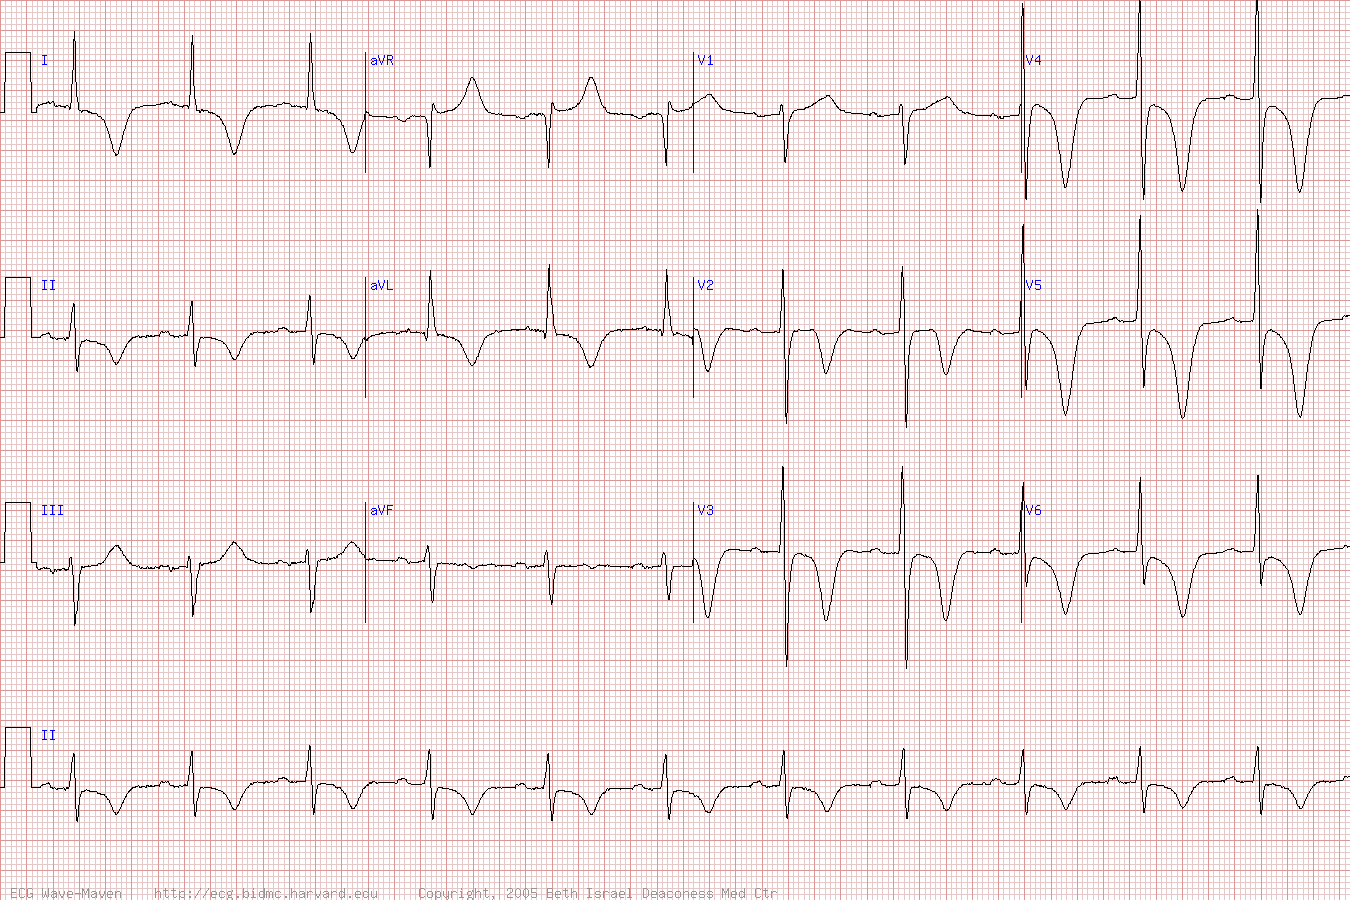 I aVR V1 V4
II aVL V2 V5
III aVF V3 V6
II
ECG Wave-Maven http://ecg.bidmc.harvard.edu Copyright, 2005 Beth Israel Deaconess Med Ctr